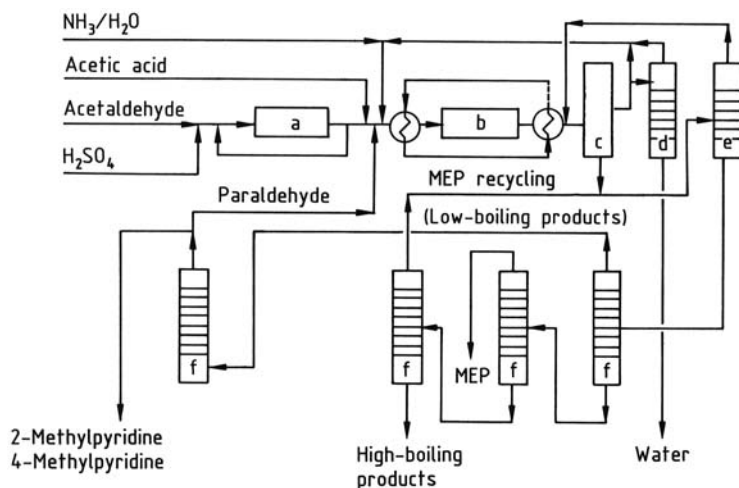 NH₃/H₂O
Acetic acid
Acetaldehyde
H₂SO₄
a
b
c
d
e
MEP recycling
Paraldehyde
(Low-boiling products)
f
f
f
f
MEP
2-Methylpyridine
4-Methylpyridine
High-boiling
products
Water